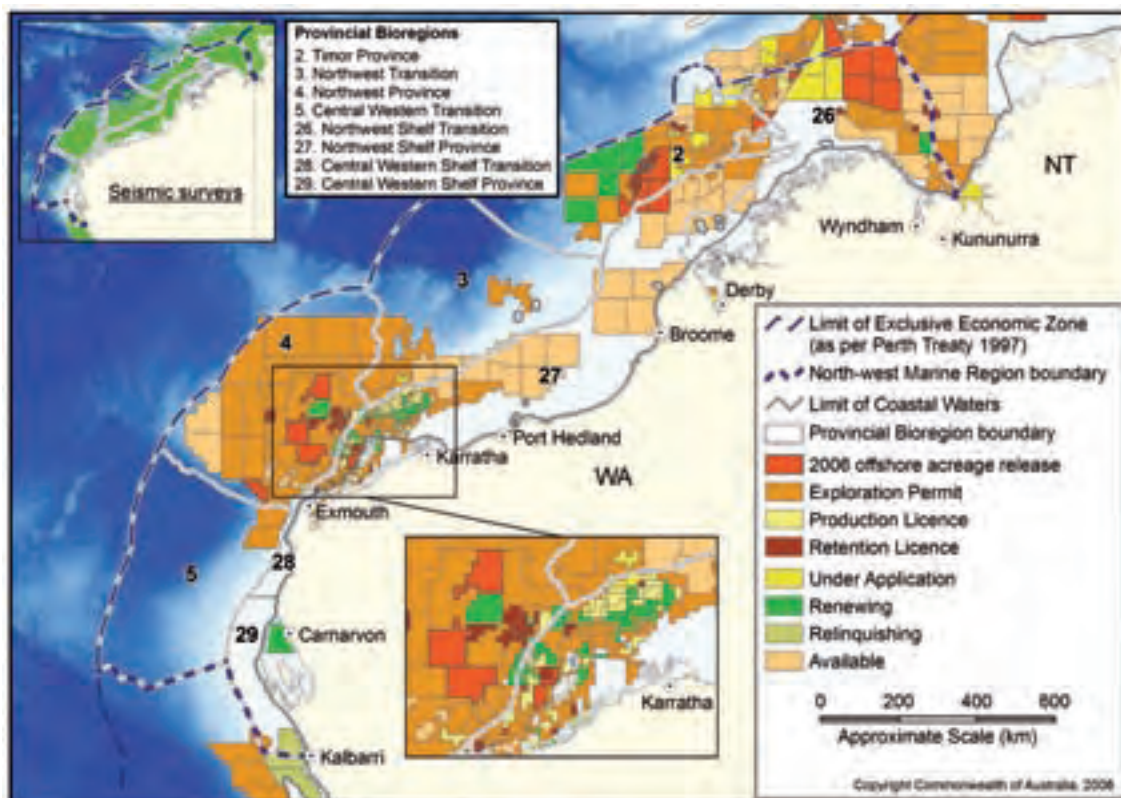 Provincial Bioregions
2. Timor Province
3. Northwest Transition
4. Northwest Province
5. Central Western Transition
26. Northwest Shelf Transition
27. Northwest Shelf Province
28. Central Western Shelf Transition
29. Central Western Shelf Province
Seismic surveys
26
2
NT
Wyndham
Kununurra
3
Derby
Broome
4
27
Port Hedland
Karratha
WA
Exmouth
5
28
29
Carnarvon
Kalbarri
Karratha
Limit of Exclusive Economic Zone
(as per Perth Treaty 1997)
North-west Marine Region boundary
Limit of Coastal Waters
Provincial Bioregion boundary
2006 offshore acreage release
Exploration Permit
Production Licence
Retention Licence
Under Application
Renewing
Relinquishing
Available
0 200 400 600
Approximate Scale (km)
Copyright Commonwealth of Australia, 2006